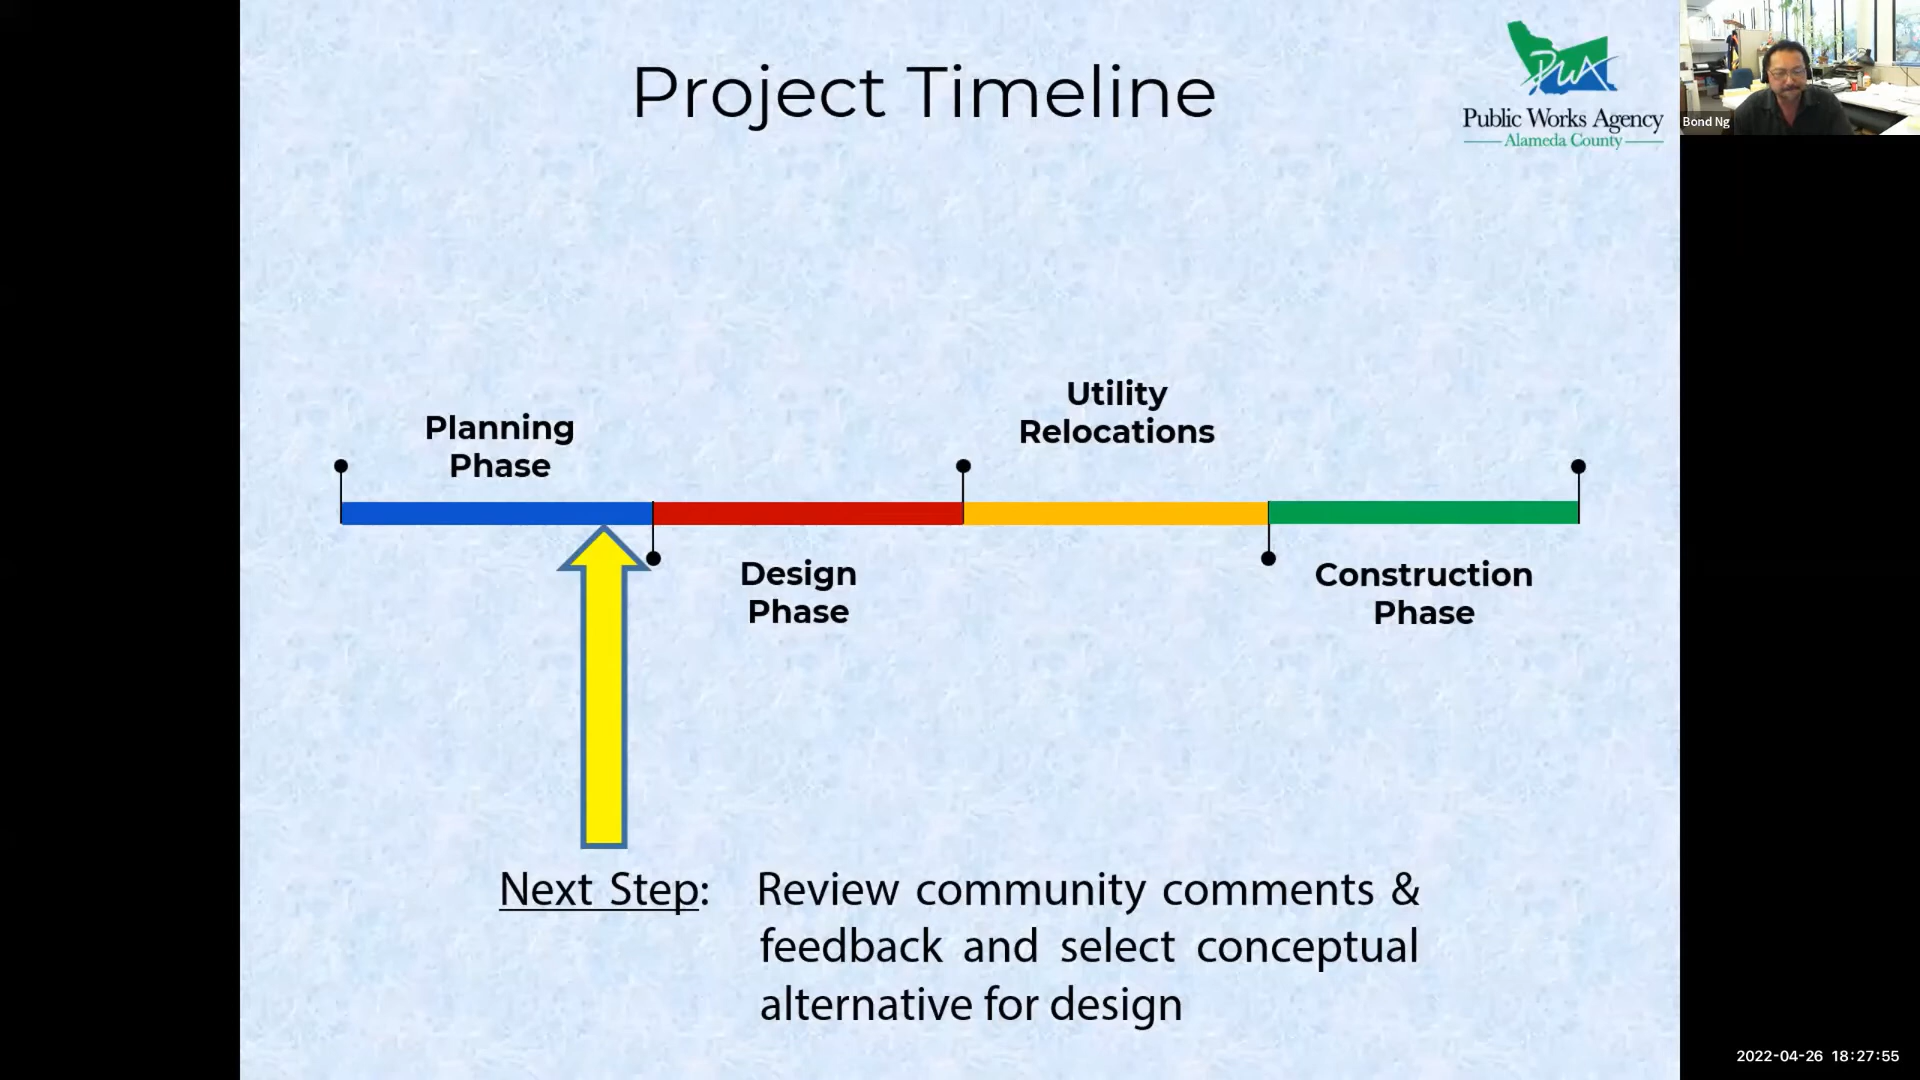 Project Timeline
PWA
Public Works Agency
Alameda County
Bond Ng
Planning
Phase
Utility
Relocations
Design
Phase
Construction
Phase
Next Step: Review community comments &
feedback and select conceptual
alternative for design
2022-04-26 18:27:55